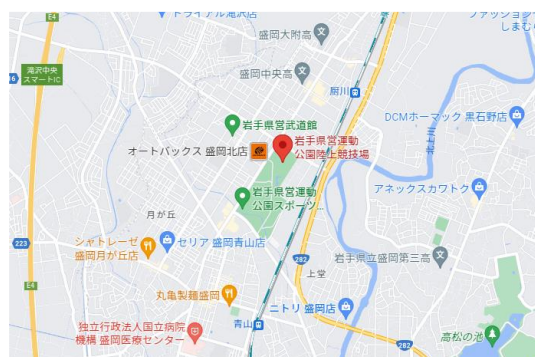 トライアル滝沢店
ファッション
しまむら
E4
盛岡大附高
滝沢中央
スマートIC
盛岡中央高
厨川
DCMホーマック 黒石野店
岩手県営武道館
オートバックス 盛岡北店
岩手県営運動
公園陸上競技場
北上川
岩手県営運動
公園スポーツ...
アネックスカワトク
月が丘
シャトレーゼ
盛岡月が丘店
セリア 盛岡青山店
223
282
上堂
岩手県立盛岡第三高
丸亀製麺盛岡
E4
ニトリ 盛岡店
青山
独立行政法人国立病院
機構 盛岡医療センター
282
高松の池